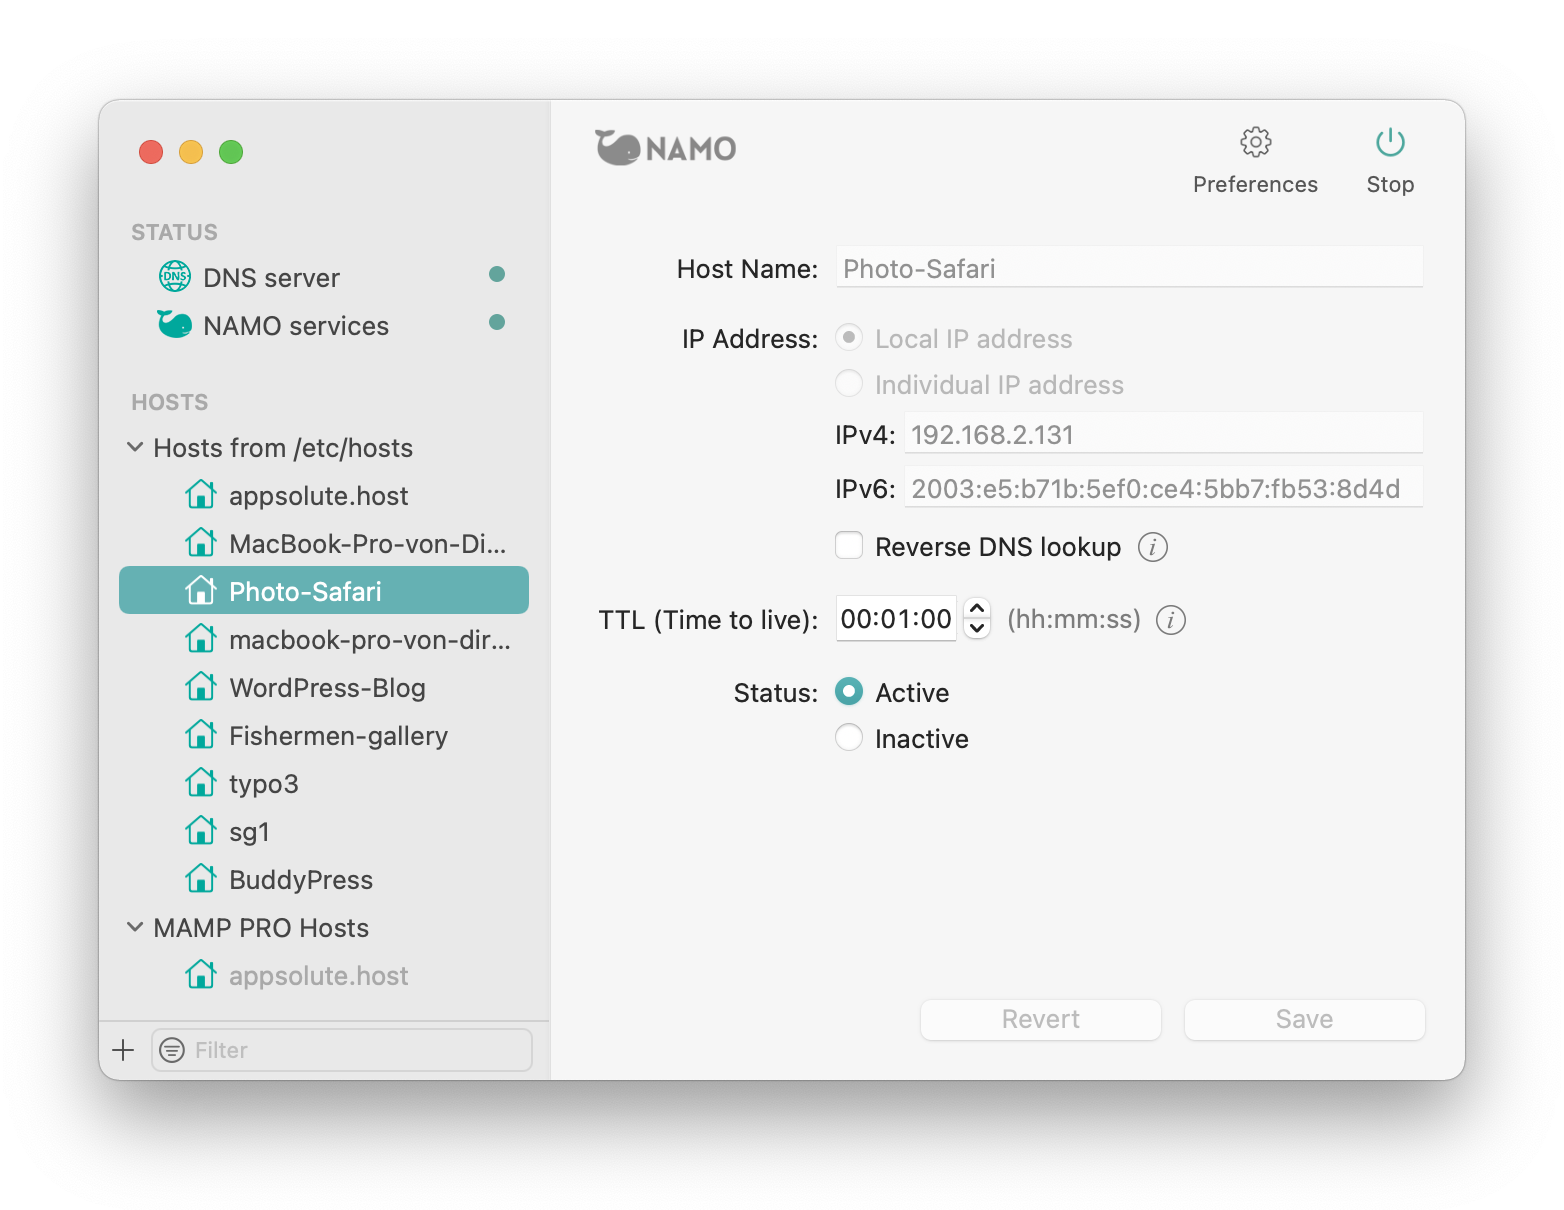 STATUS
DNS
DNS server
NAMO services
HOSTS
Hosts from /etc/hosts
appsolute.host
MacBook-Pro-von-Di...
Photo-Safari
macbook-pro-von-dir...
WordPress-Blog
Fishermen-gallery
typo3
sg1
BuddyPress
MAMP PRO Hosts
appsolute.host
Filter
NAMO
Preferences
Stop
Host Name: Photo-Safari
IP Address: Local IP address
Individual IP address
IPv4: 192.168.2.131
IPv6: 2003:e5:b71b:5ef0:ce4:5bb7:fb53:8d4d
Reverse DNS lookup i
TTL (Time to live): 00:01:00 (hh:mm:ss) i
Status: Active
Inactive
Revert
Save